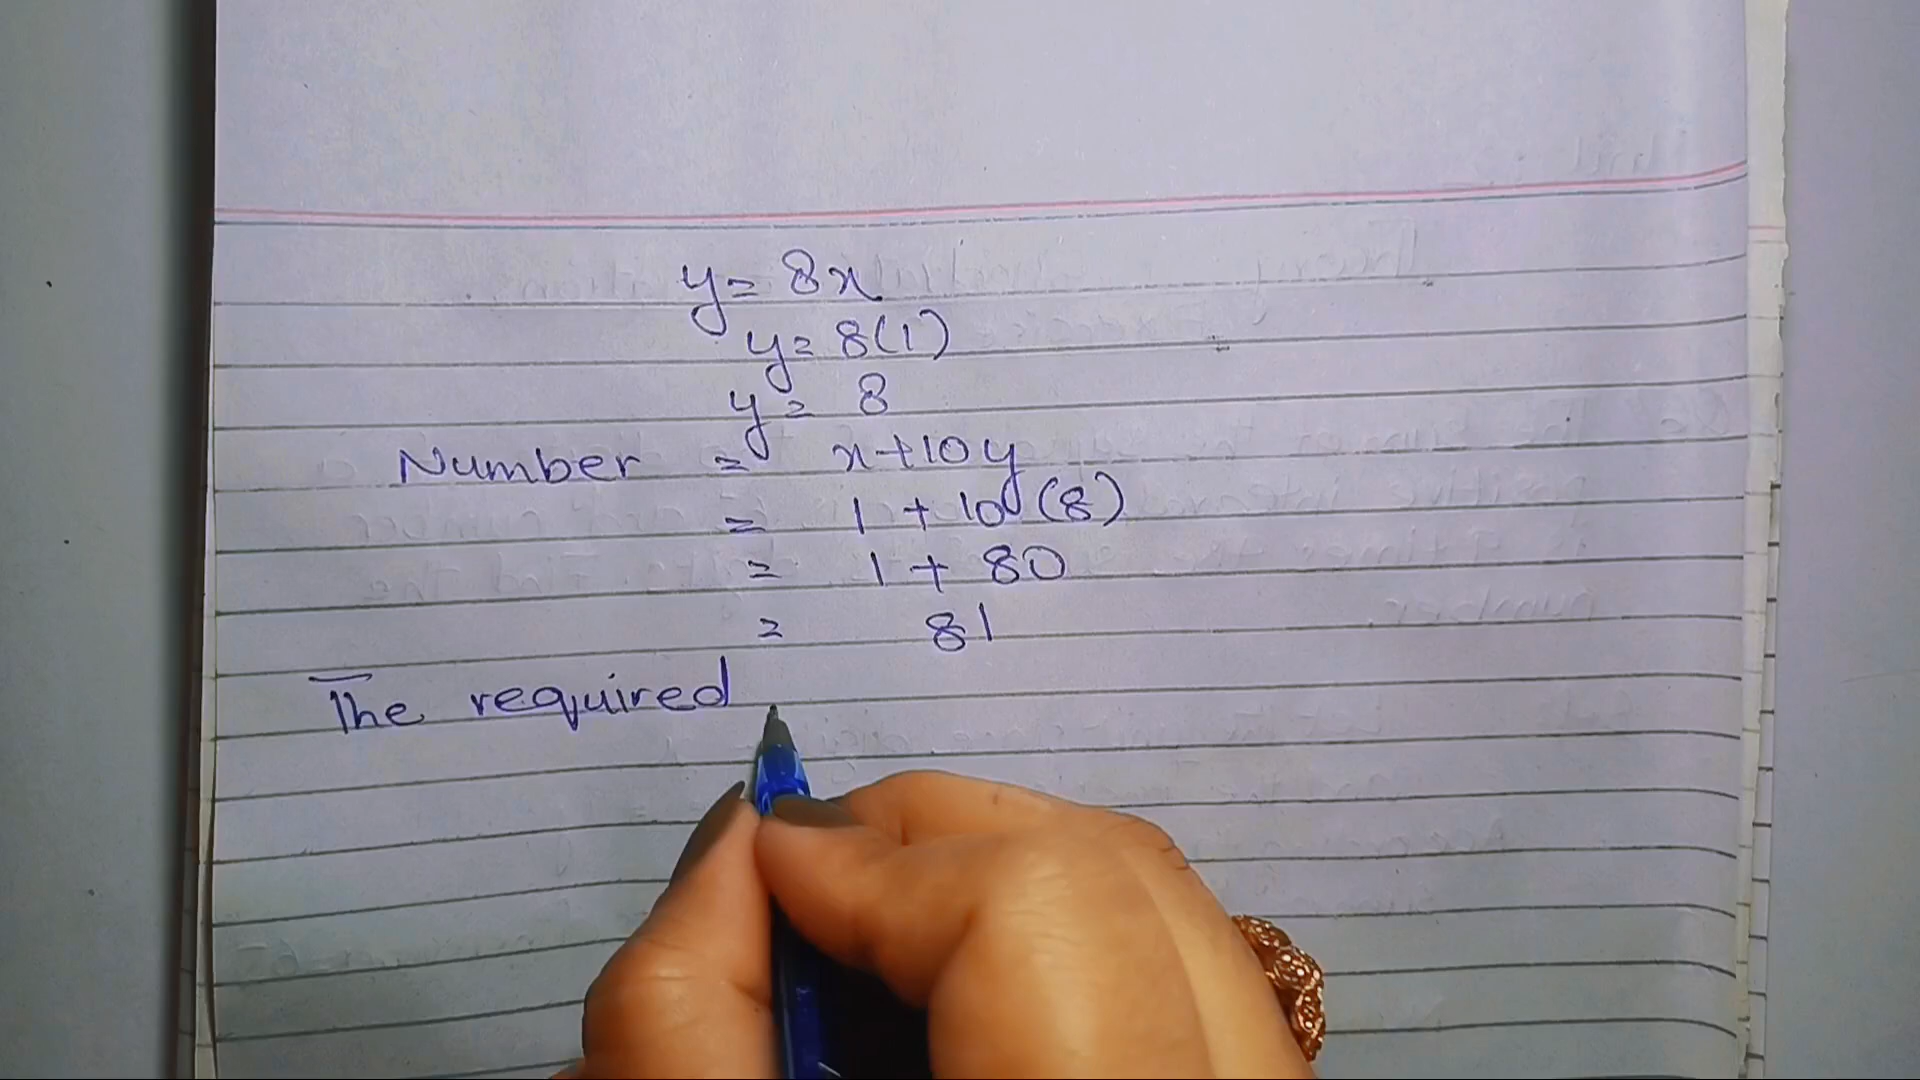 y = 8x
y = 8(1)
y = 8
Number = x+10y
= 1 + 10(8)
= 1 + 80
= 81
The required